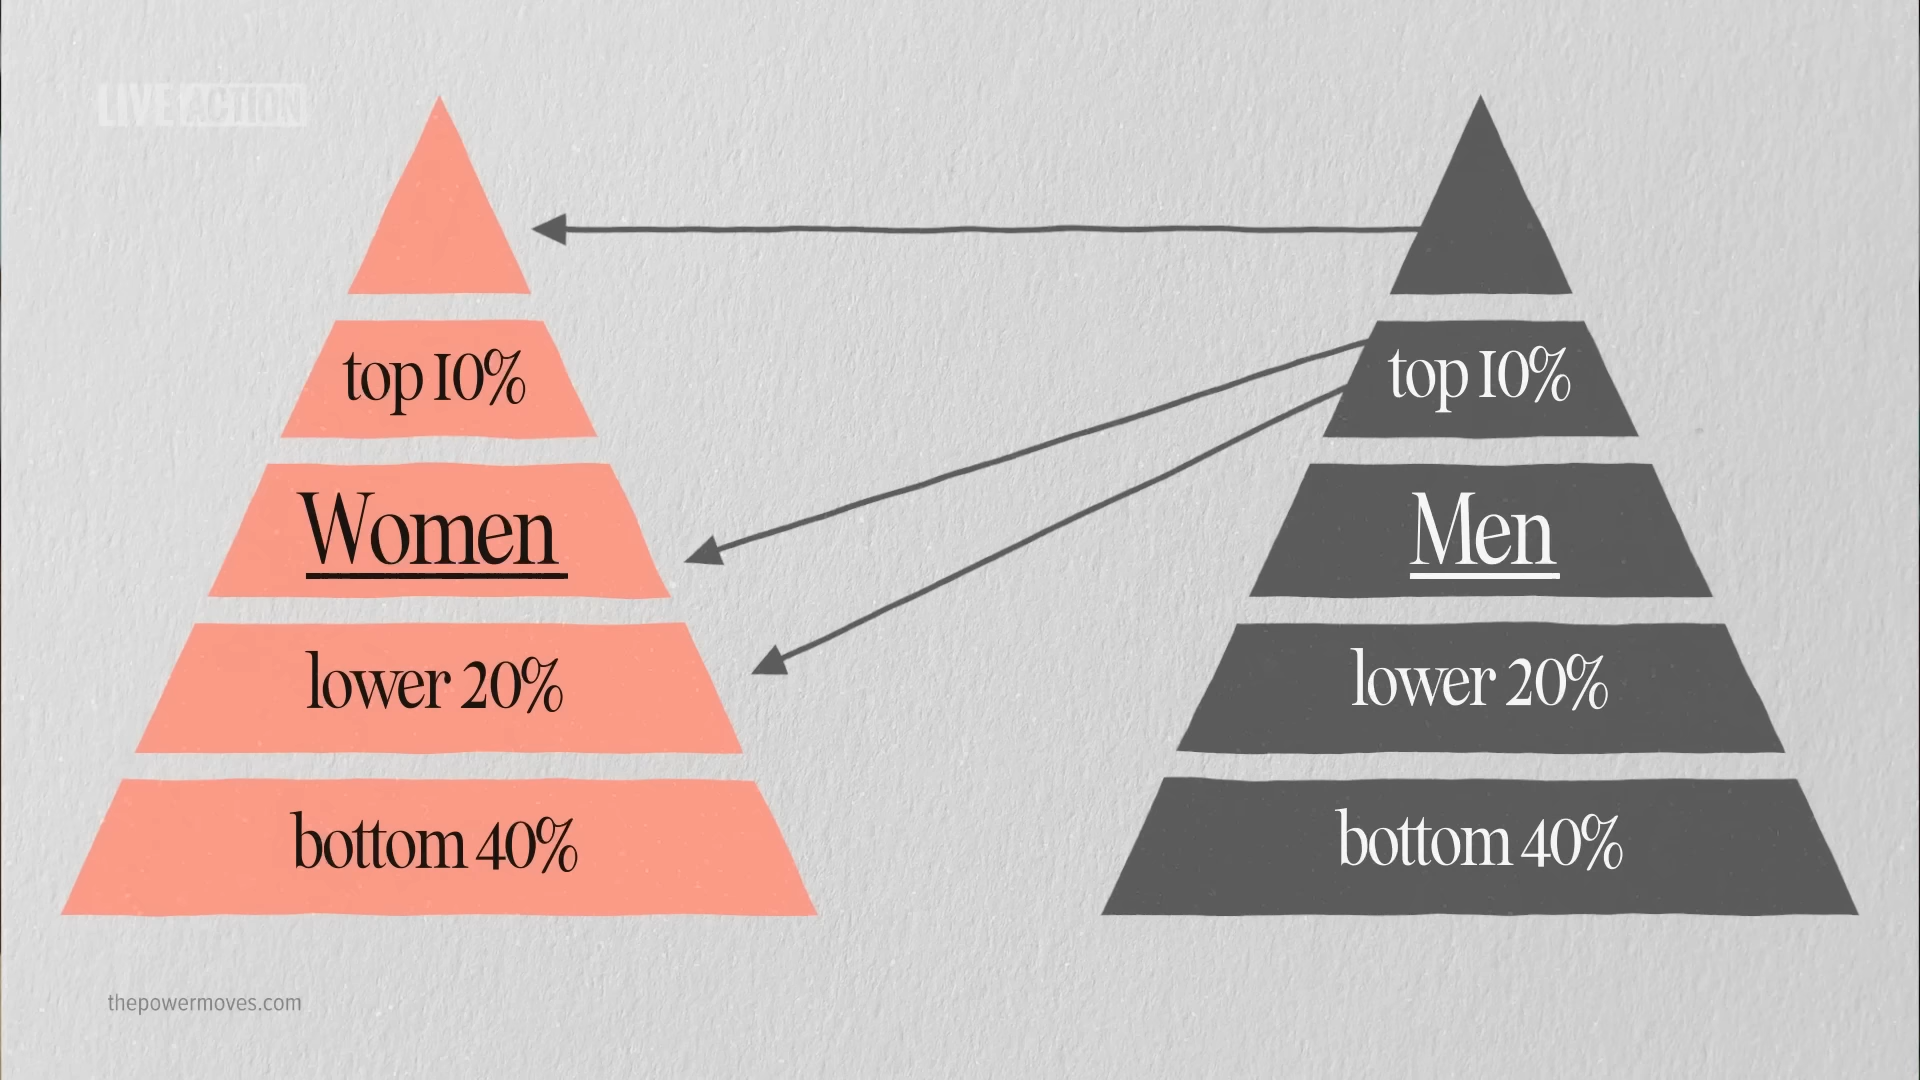 LIVE ACTION
top 10%
Women
lower 20%
bottom 40%
top 10%
Men
lower 20%
bottom 40%
thepowermoves.com